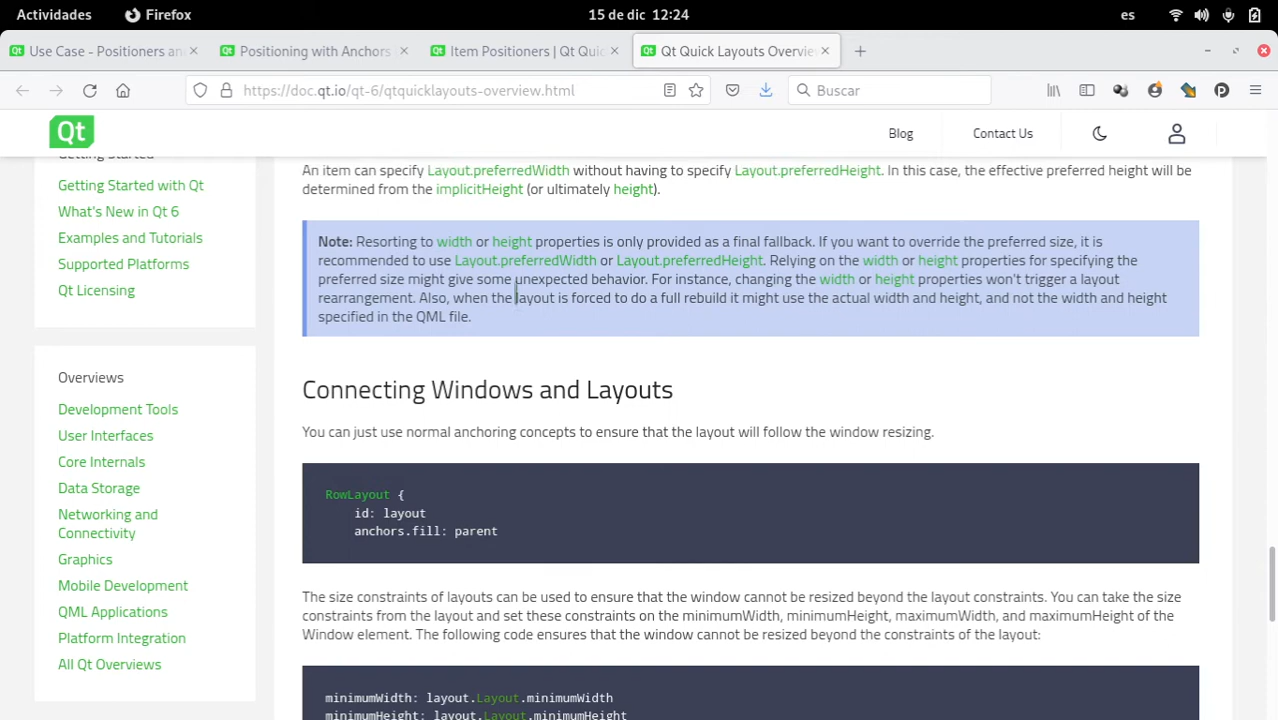 Actividades
Firefox
15 de dic 12:24
es
Use Case - Positioners an
Positioning with Anchors
Item Positioners | Qt Quic
Qt Quick Layouts Overvie
https://doc.qt.io/qt-6/qtquicklayouts-overview.html
Buscar
Qt
Blog
Contact Us
Getting Started
Getting Started with Qt
What's New in Qt 6
Examples and Tutorials
Supported Platforms
Qt Licensing
Overviews
Development Tools
User Interfaces
Core Internals
Data Storage
Networking and
Connectivity
Graphics
Mobile Development
QML Applications
Platform Integration
All Qt Overviews
An item can specify Layout.preferredWidth without having to specify Layout.preferredHeight. In this case, the effective preferred height will be
determined from the implicitHeight (or ultimately height).
Note: Resorting to width or height properties is only provided as a final fallback. If you want to override the preferred size, it is
recommended to use Layout.preferredWidth or Layout.preferredHeight. Relying on the width or height properties for specifying the
preferred size might give some unexpected behavior. For instance, changing the width or height properties won't trigger a layout
rearrangement. Also, when the layout is forced to do a full rebuild it might use the actual width and height, and not the width and height
specified in the QML file.
Connecting Windows and Layouts
You can just use normal anchoring concepts to ensure that the layout will follow the window resizing.
RowLayout {
id: layout
anchors.fill: parent
The size constraints of layouts can be used to ensure that the window cannot be resized beyond the layout constraints. You can take the size
constraints from the layout and set these constraints on the minimumWidth, minimumHeight, maximumWidth, and maximumHeight of the
Window element. The following code ensures that the window cannot be resized beyond the constraints of the layout:
minimumWidth: layout.Layout.minimumWidth
minimumHeight: layout.Layout.minimumHeight